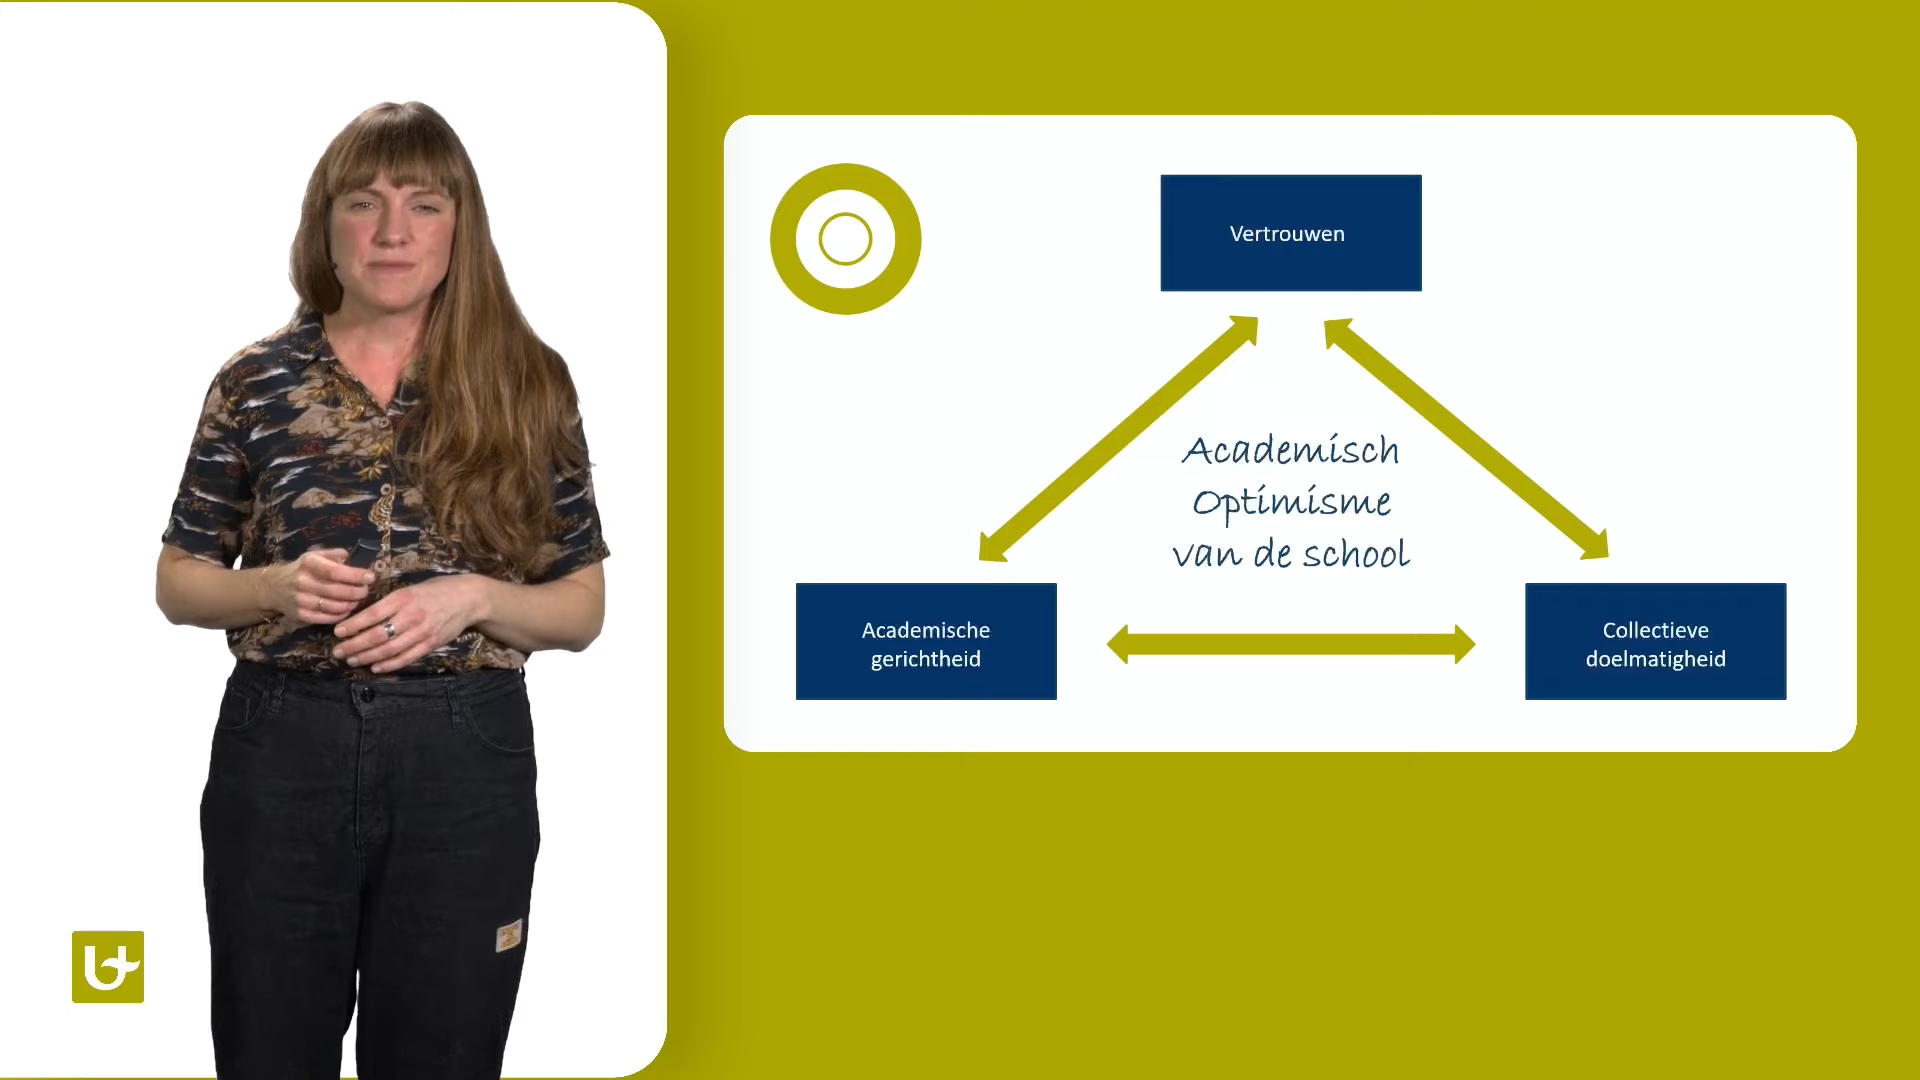 Vertrouwen
Academisch
Optimisme
van de school
Academische
gerichtheid
Collectieve
doelmatigheid